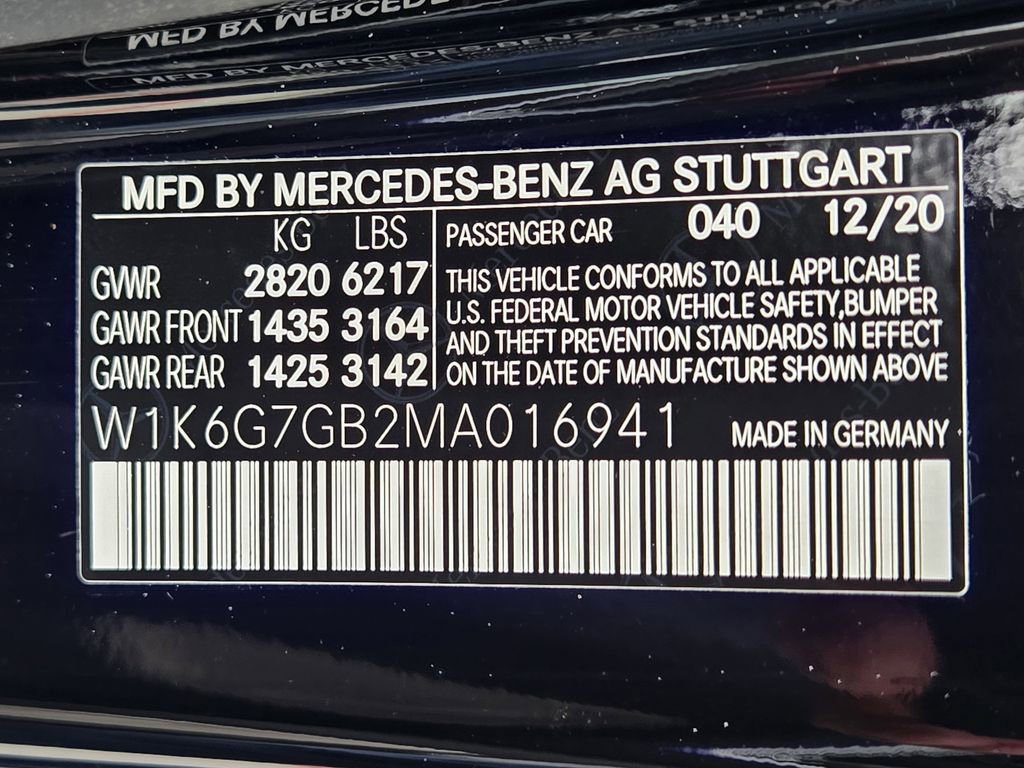 MFD BY MERCEDES-BENZ AG STUTTGART
KG LBS
GVWR 2820 6217
GAWR FRONT 1435 3164
GAWR REAR 1425 3142
PASSENGER CAR 040 12/20
THIS VEHICLE CONFORMS TO ALL APPLICABLE
U.S. FEDERAL MOTOR VEHICLE SAFETY,BUMPER
AND THEFT PREVENTION STANDARDS IN EFFECT
ON THE DATE OF MANUFACTURE SHOWN ABOVE
W1K6G7GB2MA016941 MADE IN GERMANY